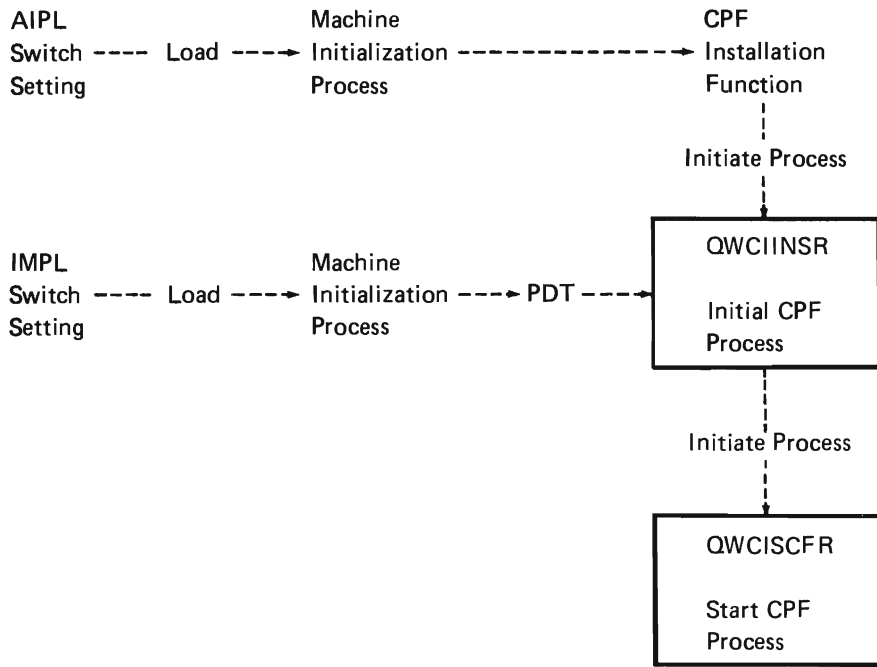 AIPL
Switch
Setting
Load
Machine
Initialization
Process
CPF
Installation
Function
Initiate Process
IMPL
Switch
Setting
Load
Machine
Initialization
Process
PDT
QWCIINSR
Initial CPF
Process
Initiate Process
QWCISCFR
Start CPF
Process